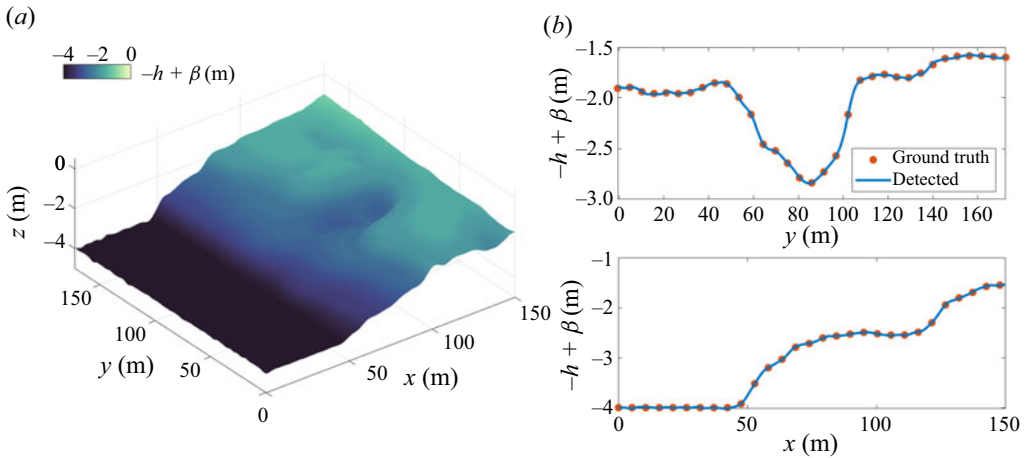 (a)
−4 −2 0
−h + β (m)
0
−2
−4
z (m)
150
100
50
y (m)
0
50
100
150
x (m)
(b)
−1.5
−2.0
−2.5
−3.0
−h + β (m)
Ground truth
Detected
0 20 40 60 80 100 120 140 160
y (m)
−1
−2
−3
−4
−h + β (m)
0 50 100 150
x (m)